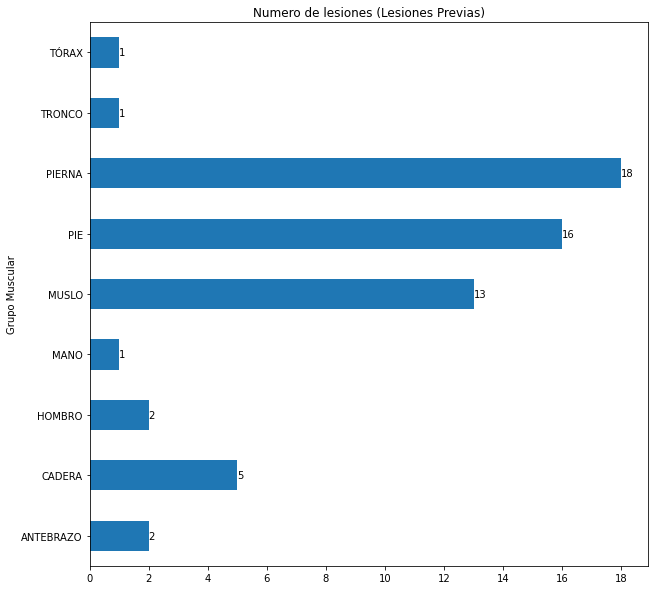 Numero de lesiones (Lesiones Previas)
Grupo Muscular
TÓRAX 1
TRONCO 1
PIERNA 18
PIE 16
MUSLO 13
MANO 1
HOMBRO 2
CADERA 5
ANTEBRAZO 2
0 2 4 6 8 10 12 14 16 18